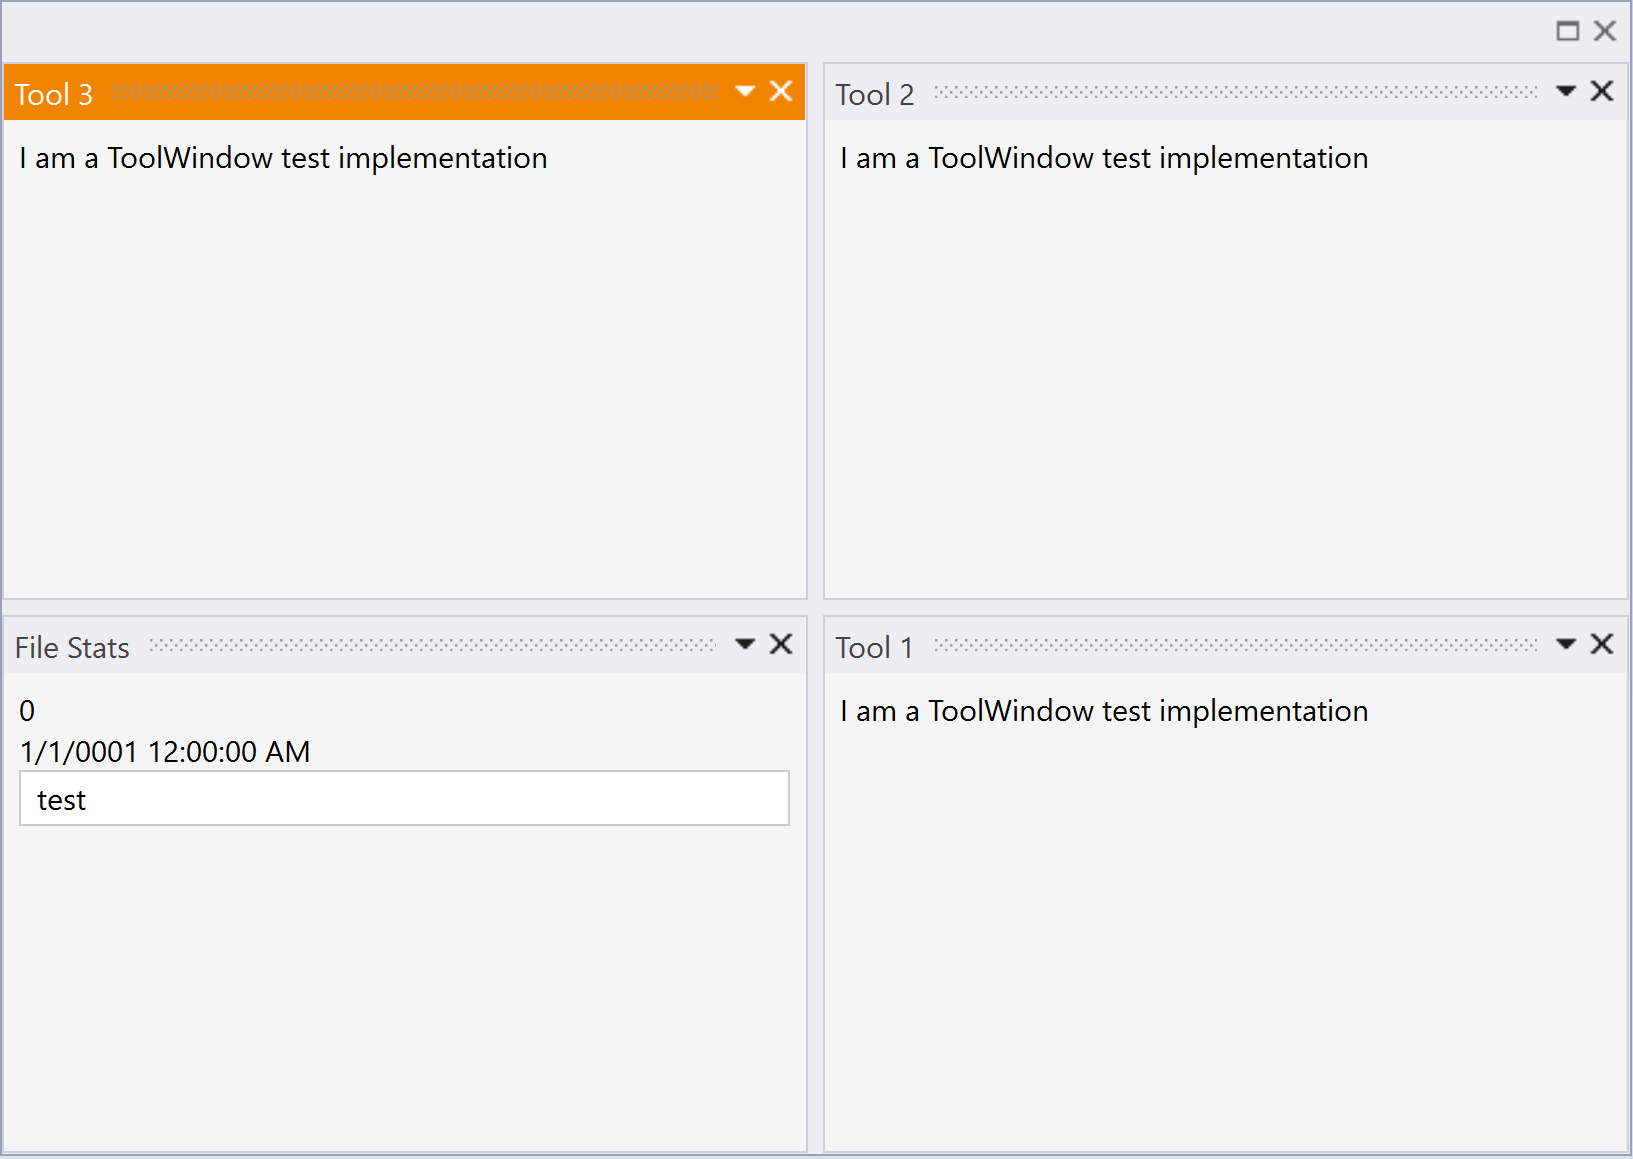 Tool 3
I am a ToolWindow test implementation
Tool 2
I am a ToolWindow test implementation
File Stats
0
1/1/0001 12:00:00 AM
test
Tool 1
I am a ToolWindow test implementation